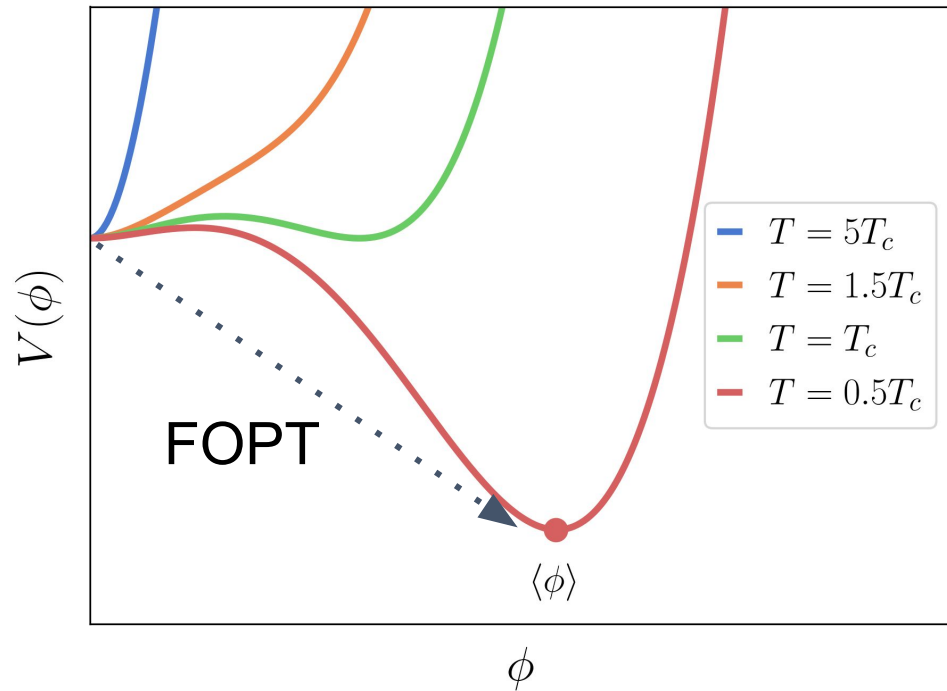 V(ϕ)
T = 5T_c
T = 1.5T_c
T = T_c
T = 0.5T_c
FOPT
⟨ϕ⟩
ϕ